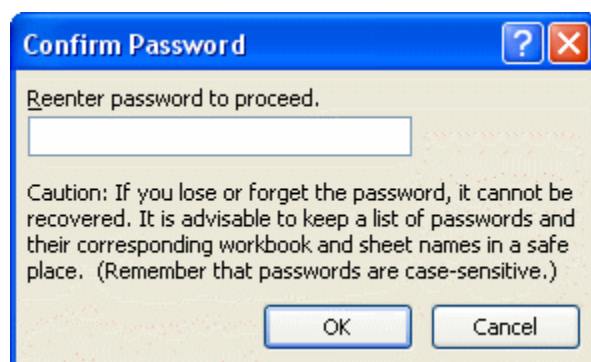 Confirm Password
Reenter password to proceed.
Caution: If you lose or forget the password, it cannot be
recovered. It is advisable to keep a list of passwords and
their corresponding workbook and sheet names in a safe
place.  (Remember that passwords are case-sensitive.)
OK
Cancel